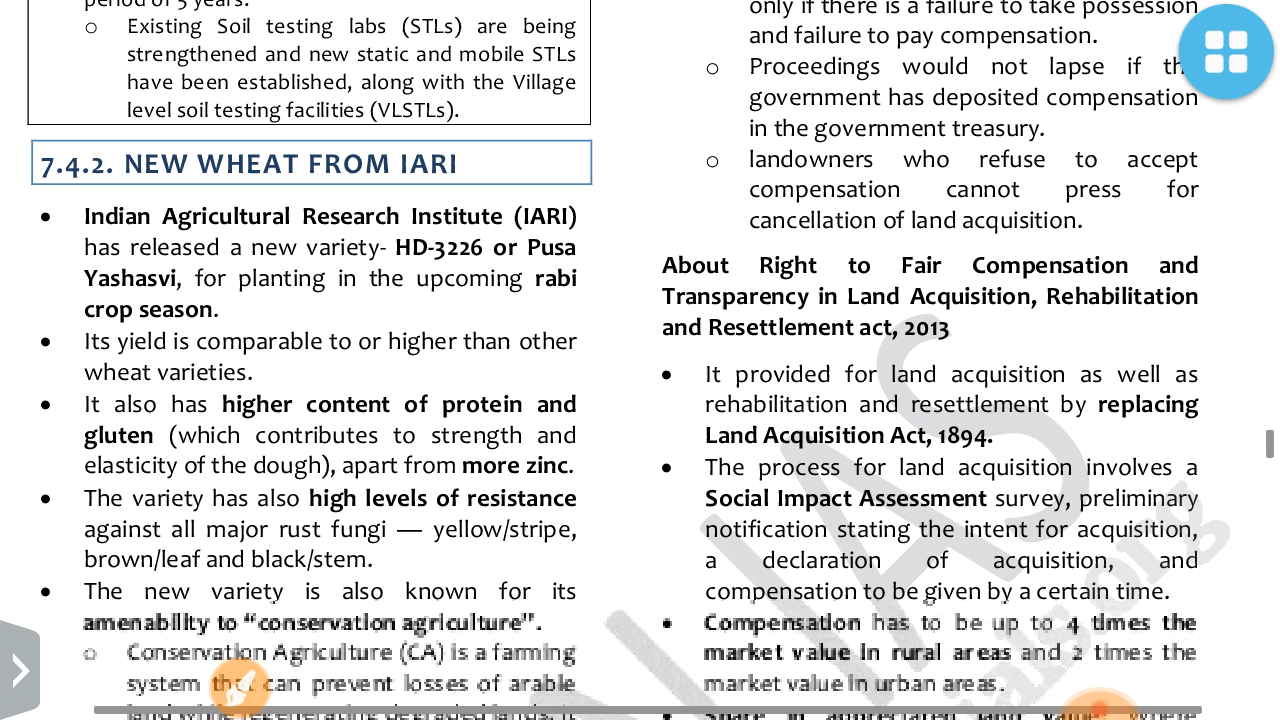 period of 5 years.
o Existing Soil testing labs (STLs) are being
strengthened and new static and mobile STLs
have been established, along with the Village
level soil testing facilities (VLSTLs).
7.4.2. NEW WHEAT FROM IARI
• Indian Agricultural Research Institute (IARI)
has released a new variety- HD-3226 or Pusa
Yashasvi, for planting in the upcoming rabi
crop season.
• Its yield is comparable to or higher than other
wheat varieties.
• It also has higher content of protein and
gluten (which contributes to strength and
elasticity of the dough), apart from more zinc.
• The variety has also high levels of resistance
against all major rust fungi — yellow/stripe,
brown/leaf and black/stem.
• The new variety is also known for its
amenability to “conservation agriculture”.
o Conservation Agriculture (CA) is a farming
system that can prevent losses of arable
land while regenerating degraded lands. It
only if there is a failure to take possession
and failure to pay compensation.
o Proceedings would not lapse if the
government has deposited compensation
in the government treasury.
o landowners who refuse to accept
compensation cannot press for
cancellation of land acquisition.
About Right to Fair Compensation and
Transparency in Land Acquisition, Rehabilitation
and Resettlement act, 2013
• It provided for land acquisition as well as
rehabilitation and resettlement by replacing
Land Acquisition Act, 1894.
• The process for land acquisition involves a
Social Impact Assessment survey, preliminary
notification stating the intent for acquisition,
a declaration of acquisition, and
compensation to be given by a certain time.
• Compensation has to be up to 4 times the
market value in rural areas and 2 times the
market value in urban areas.
• Share in appreciated land value where